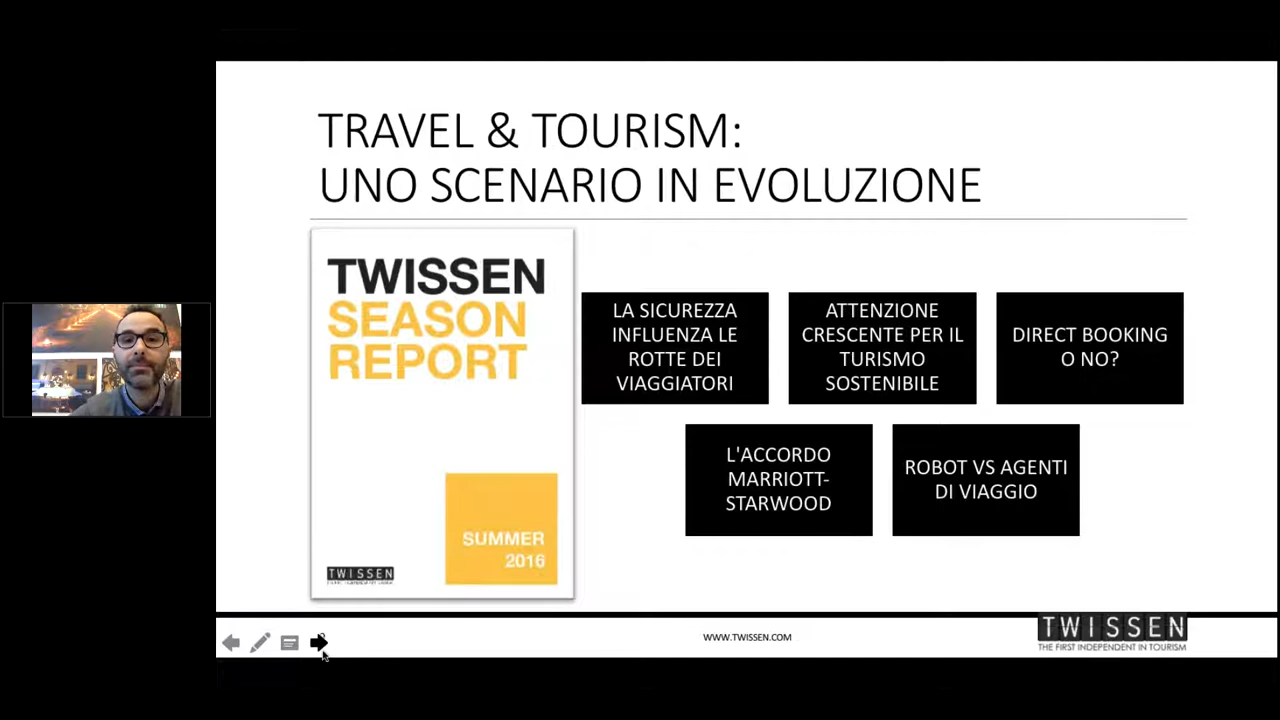 TRAVEL & TOURISM:
UNO SCENARIO IN EVOLUZIONE
TWISSEN
SEASON
REPORT
SUMMER
2016
TWISSEN
LA SICUREZZA
INFLUENZA LE
ROTTE DEI
VIAGGIATORI
ATTENZIONE
CRESCENTE PER IL
TURISMO
SOSTENIBILE
DIRECT BOOKING
O NO?
L'ACCORDO
MARRIOTT-
STARWOOD
ROBOT VS AGENTI
DI VIAGGIO
WWW.TWISSEN.COM
TWISSEN
THE FIRST INDEPENDENT IN TOURISM